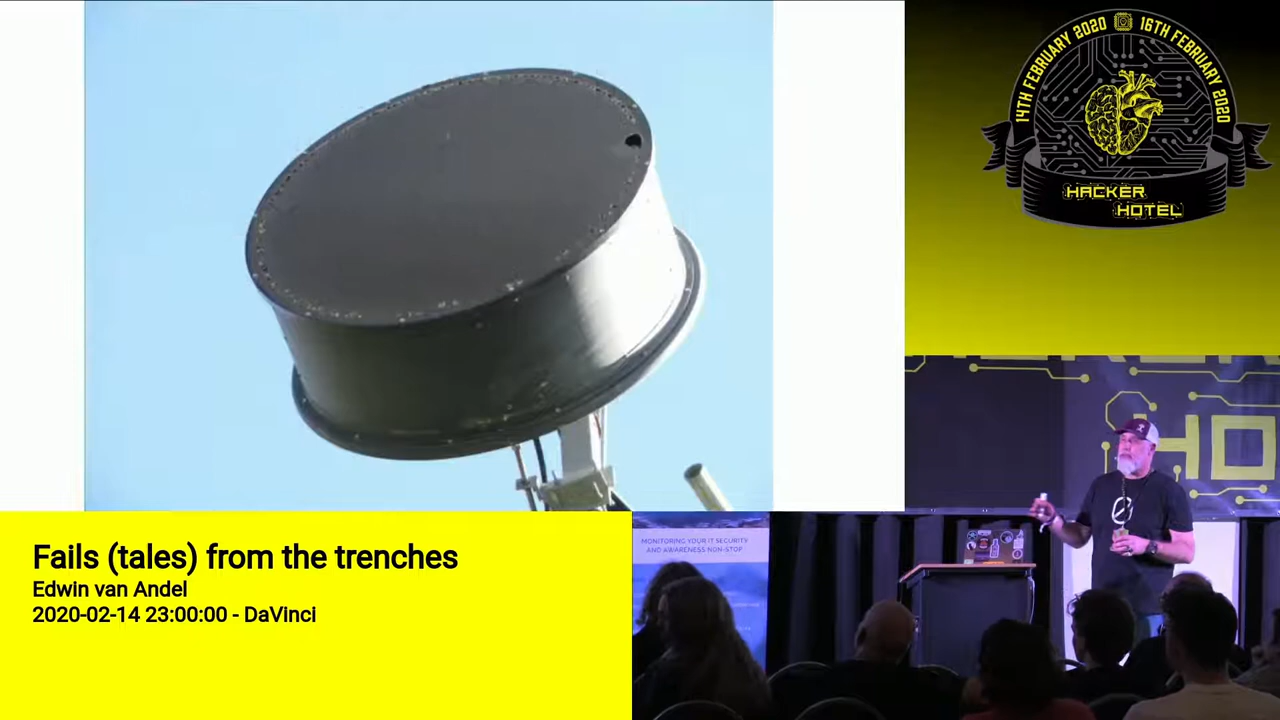 14TH FEBRUARY 2020 16TH FEBRUARY 2020
HACKER
HOTEL
HO
Fails (tales) from the trenches
Edwin van Andel
2020-02-14 23:00:00 - DaVinci
MONITORING YOUR IT SECURITY
AND AWARENESS NON-STOP